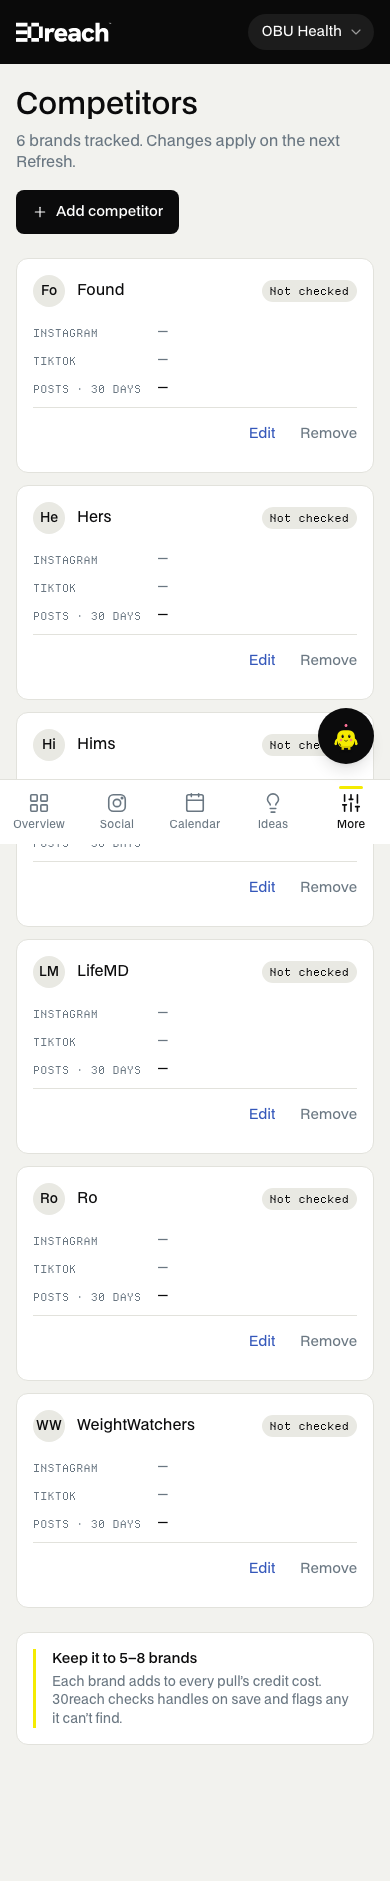 30reach
OBU Health
Competitors
6 brands tracked. Changes apply on the next
Refresh.
+ Add competitor
Fo Found Not checked
INSTAGRAM —
TIKTOK —
POSTS · 30 DAYS —
Edit Remove
He Hers Not checked
INSTAGRAM —
TIKTOK —
POSTS · 30 DAYS —
Edit Remove
Hi Hims Not
Overview Social Calendar Ideas More
Edit Remove
LM LifeMD Not checked
INSTAGRAM —
TIKTOK —
POSTS · 30 DAYS —
Edit Remove
Ro Ro Not checked
INSTAGRAM —
TIKTOK —
POSTS · 30 DAYS —
Edit Remove
WW WeightWatchers Not checked
INSTAGRAM —
TIKTOK —
POSTS · 30 DAYS —
Edit Remove
Keep it to 5–8 brands
Each brand adds to every pull's credit cost.
30reach checks handles on save and flags any
it can't find.